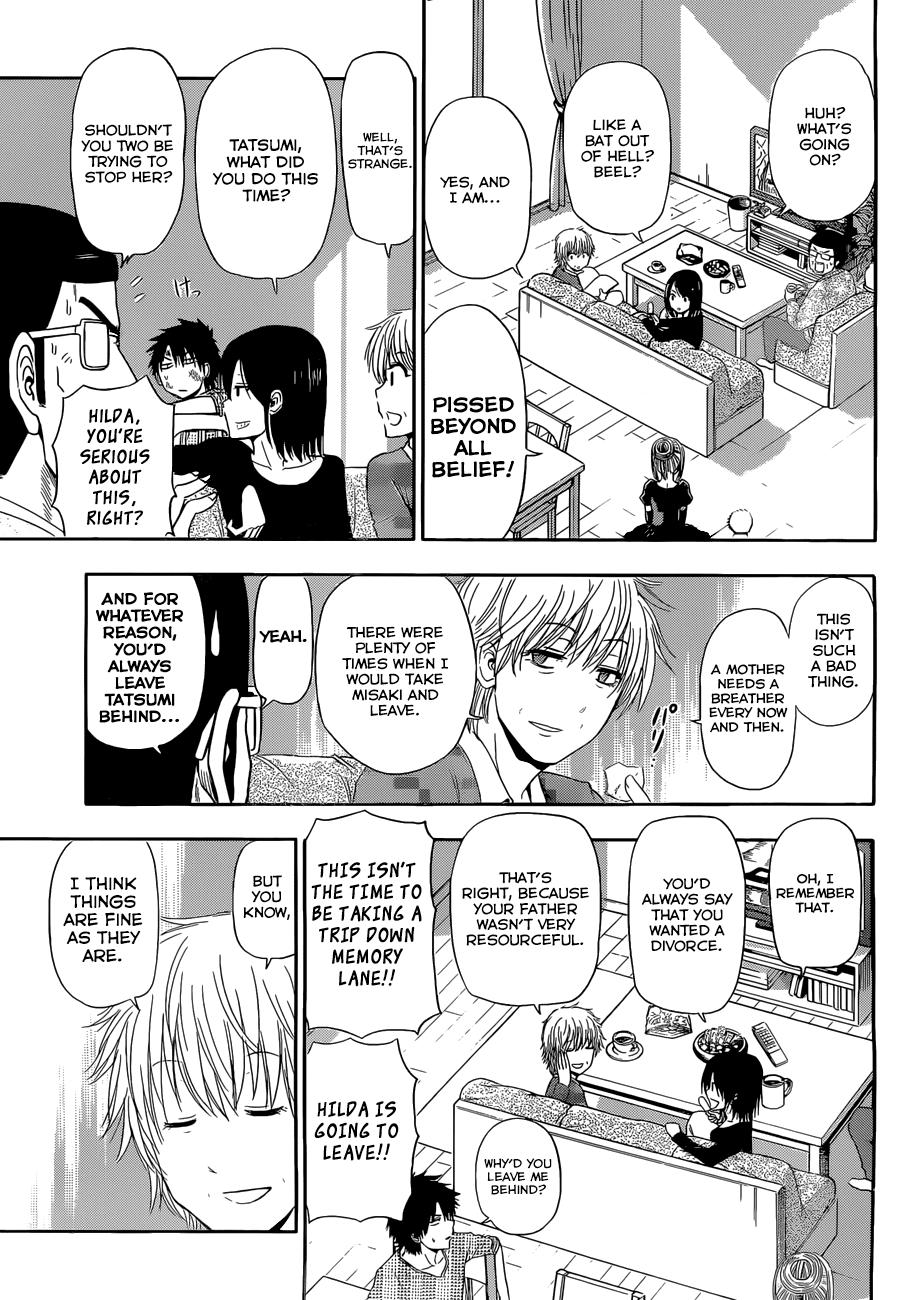 HUH?
WHAT'S
GOING
ON?
LIKE A
BAT OUT
OF HELL?
BEEL?
YES, AND
I AM...
PISSED
BEYOND
ALL
BELIEF!
WELL,
THAT'S
STRANGE.
TATSUMI,
WHAT DID
YOU DO THIS
TIME?
SHOULDN'T
YOU TWO BE
TRYING TO
STOP HER?
けっ
HILDA,
YOU'RE
SERIOUS
ABOUT
THIS,
RIGHT?
THIS
ISN'T
SUCH
A BAD
THING.
A MOTHER
NEEDS A
BREATHER
EVERY NOW
AND THEN.
パリ
THERE WERE
PLENTY OF
TIMES WHEN I
WOULD TAKE
MISAKI AND
LEAVE.
YEAH.
AND FOR
WHATEVER
REASON,
YOU'D
ALWAYS
LEAVE
TATSUMI
BEHIND...
OH, I
REMEMBER
THAT.
YOU'D
ALWAYS SAY
THAT YOU
WANTED A
DIVORCE.
THAT'S
RIGHT, BECAUSE
YOUR FATHER
WASN'T VERY
RESOURCEFUL.
THIS ISN'T
THE TIME TO
BE TAKING A
TRIP DOWN
MEMORY
LANE!!
HILDA IS
GOING TO
LEAVE!!
WHY'D YOU
LEAVE ME
BEHIND?
BUT
YOU
KNOW,
I THINK
THINGS
ARE FINE
AS THEY
ARE.